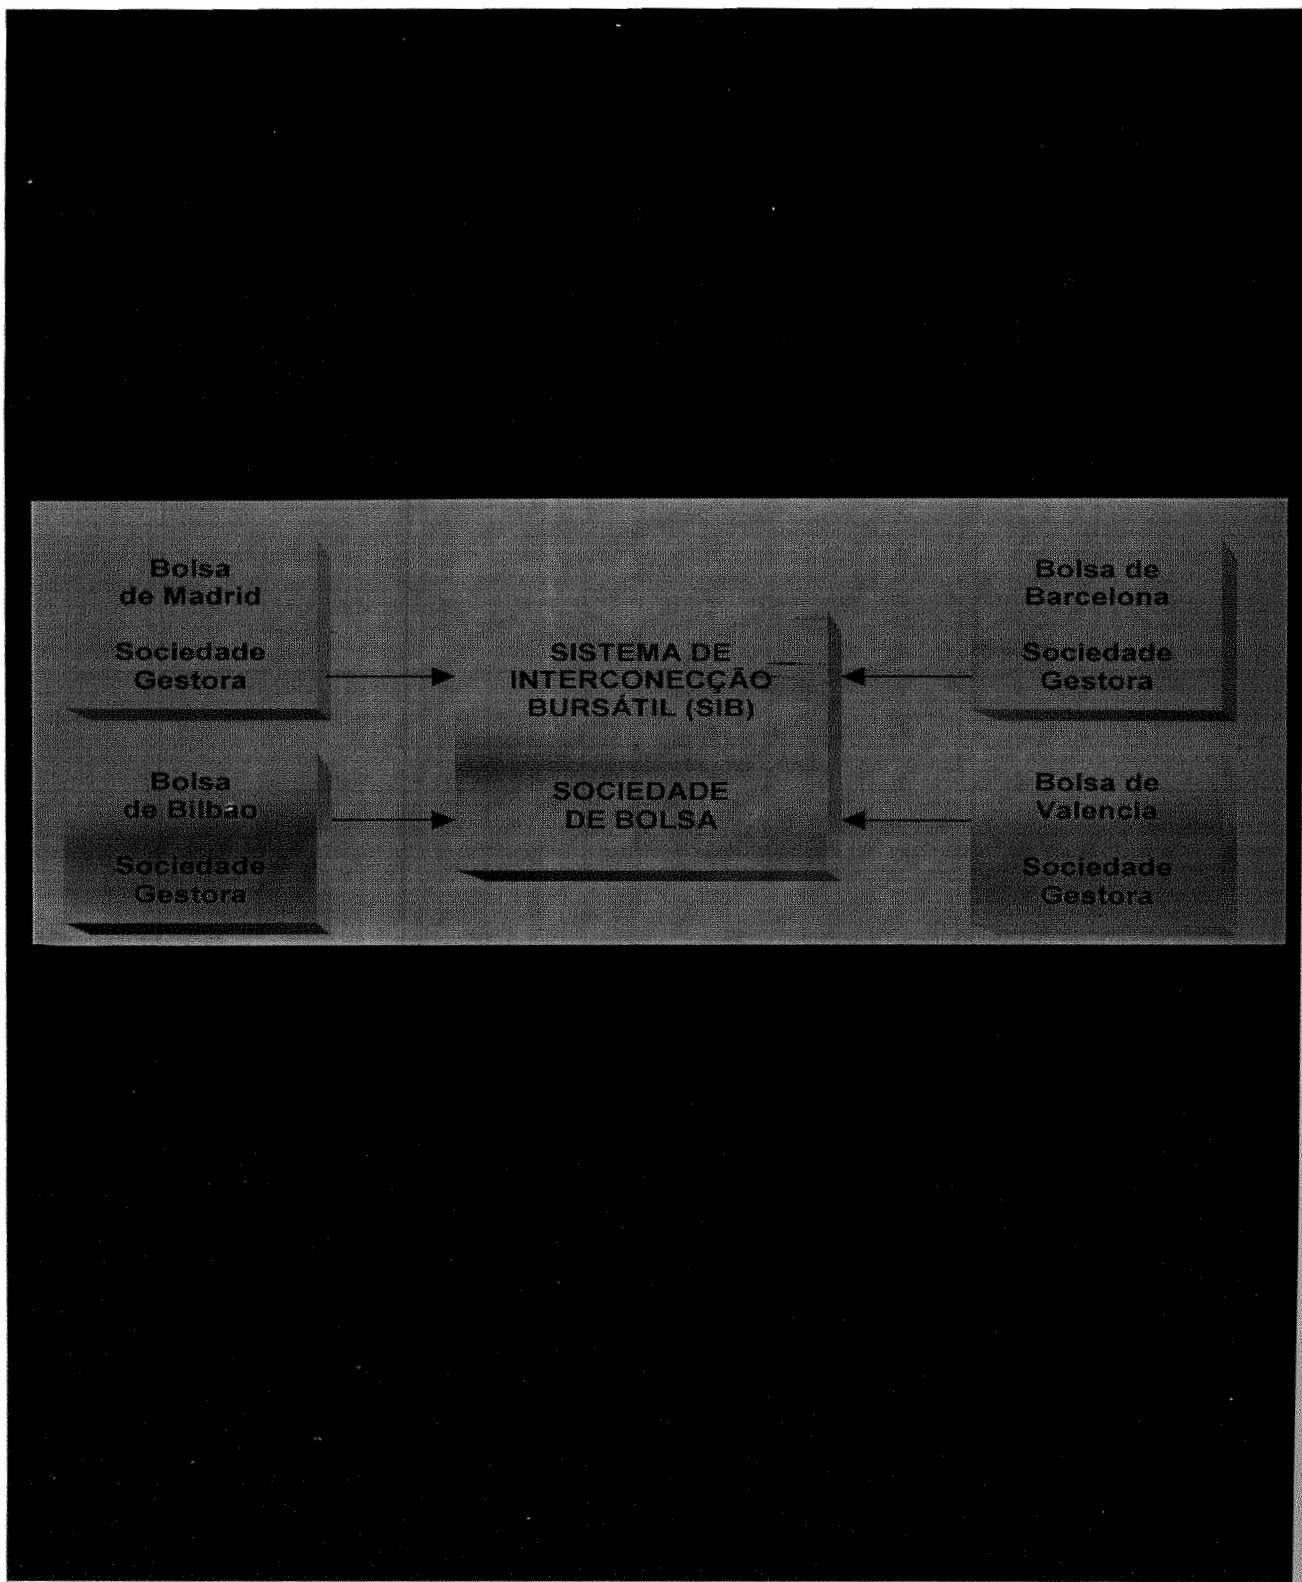 Bolsa
de Madrid
Sociedade
Gestora
Bolsa
de Bilbao
Sociedade
Gestora
SISTEMA DE
INTERCONECÇÃO
BURSÁTIL (SIB)
SOCIEDADE
DE BOLSA
Bolsa de
Barcelona
Sociedade
Gestora
Bolsa de
Valencia
Sociedade
Gestora